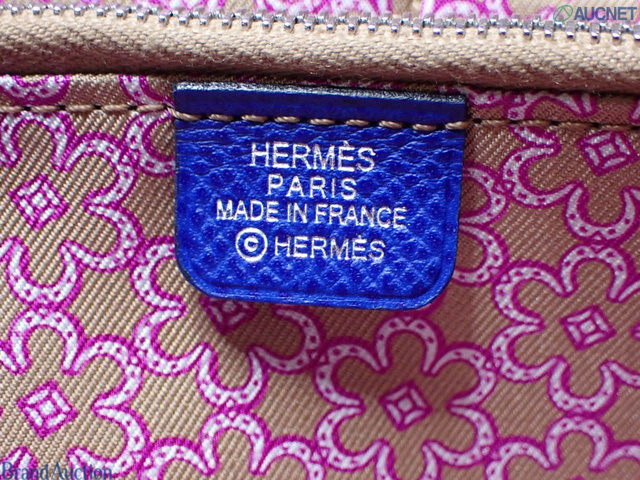 AUCNET
HERMÈS
PARIS
MADE IN FRANCE
© HERMÈS
Brand Auction